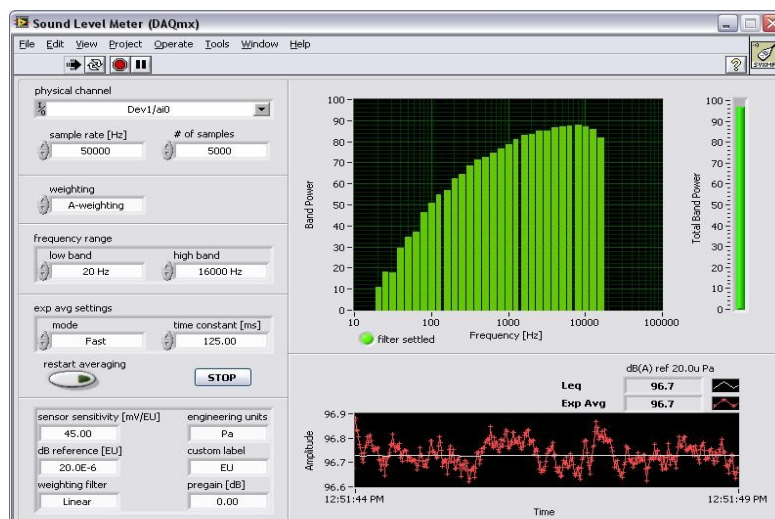 Sound Level Meter (DAQmx)
File Edit View Project Operate Tools Window Help
physical channel
Dev1/ai0
sample rate [Hz] # of samples
50000 5000
weighting
A-weighting
frequency range
low band high band
20 Hz 16000 Hz
exp avg settings
mode time constant [ms]
Fast 125.00
restart averaging
STOP
sensor sensitivity [mV/EU] engineering units
45.00 Pa
dB reference [EU] custom label
20.0E-6 EU
weighting filter pregain [dB]
Linear 0.00
Band Power
100
90
80
70
60
50
40
30
20
10
0
10 100 1000 10000 100000
Frequency [Hz]
filter settled
Total Band Power
100
90
80
70
60
50
40
30
20
10
0
dB(A) ref 20.0u Pa
Leq 96.7
Exp Avg 96.7
Amplitude
96.9
96.8
96.7
96.6
12:51:44 PM 12:51:49 PM
Time